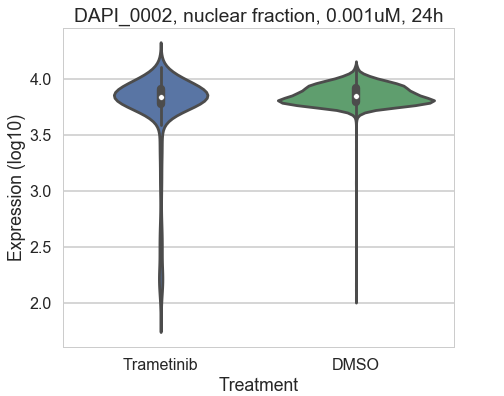 DAPI_0002, nuclear fraction, 0.001uM, 24h
Expression (log10)
4.0
3.5
3.0
2.5
2.0
Trametinib
DMSO
Treatment